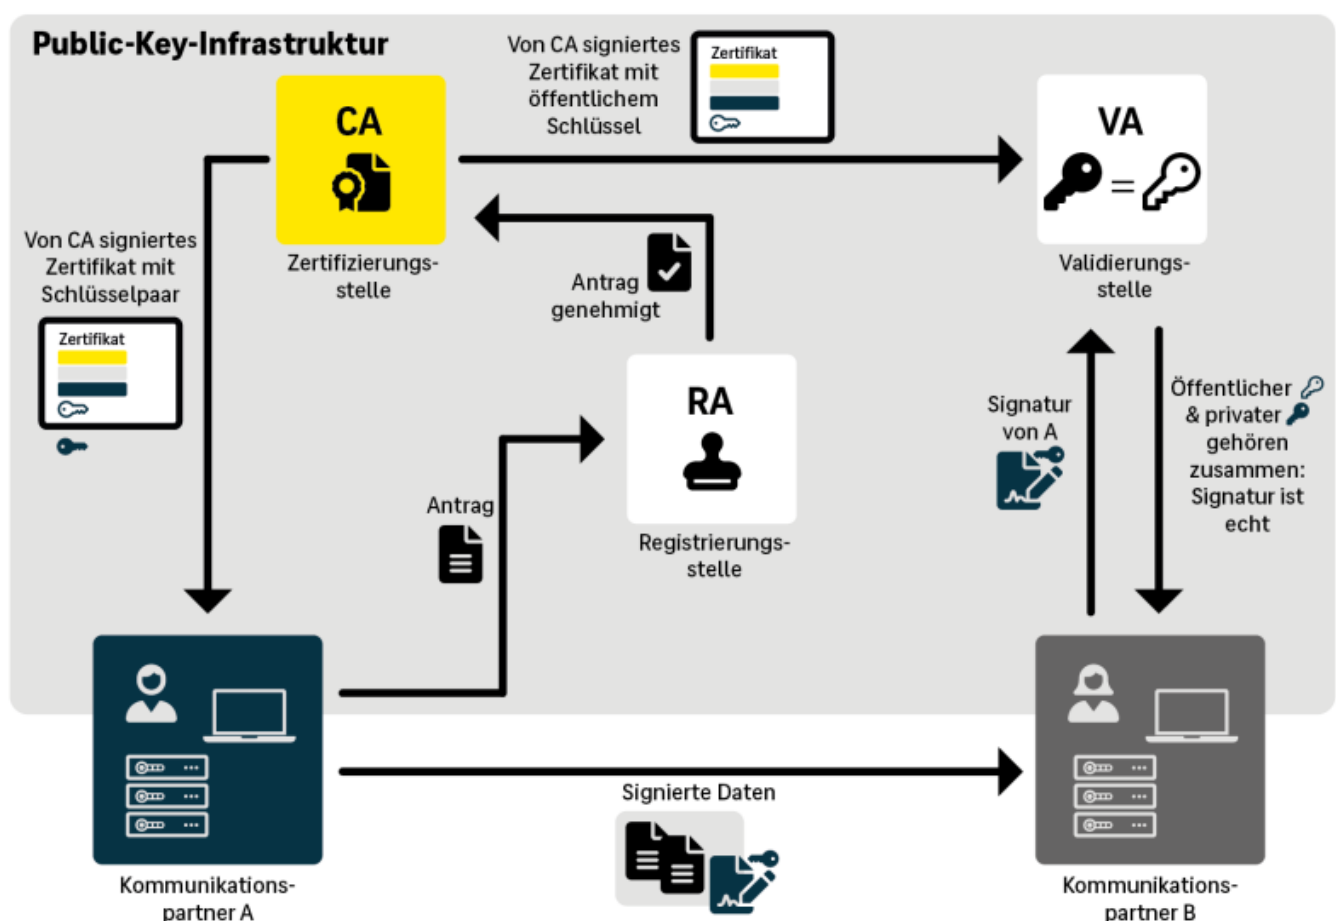 Public-Key-Infrastruktur
Von CA signiertes
Zertifikat mit
öffentlichem
Schlüssel
Zertifikat
CA
Zertifizierungs-
stelle
VA
=
Validierungs-
stelle
Von CA signiertes
Zertifikat mit
Schlüsselpaar
Zertifikat
Antrag
genehmigt
RA
Registrierungs-
stelle
Antrag
Signatur
von A
Öffentlicher
& privater
gehören
zusammen:
Signatur ist
echt
Signierte Daten
Kommunikations-
partner A
Kommunikations-
partner B